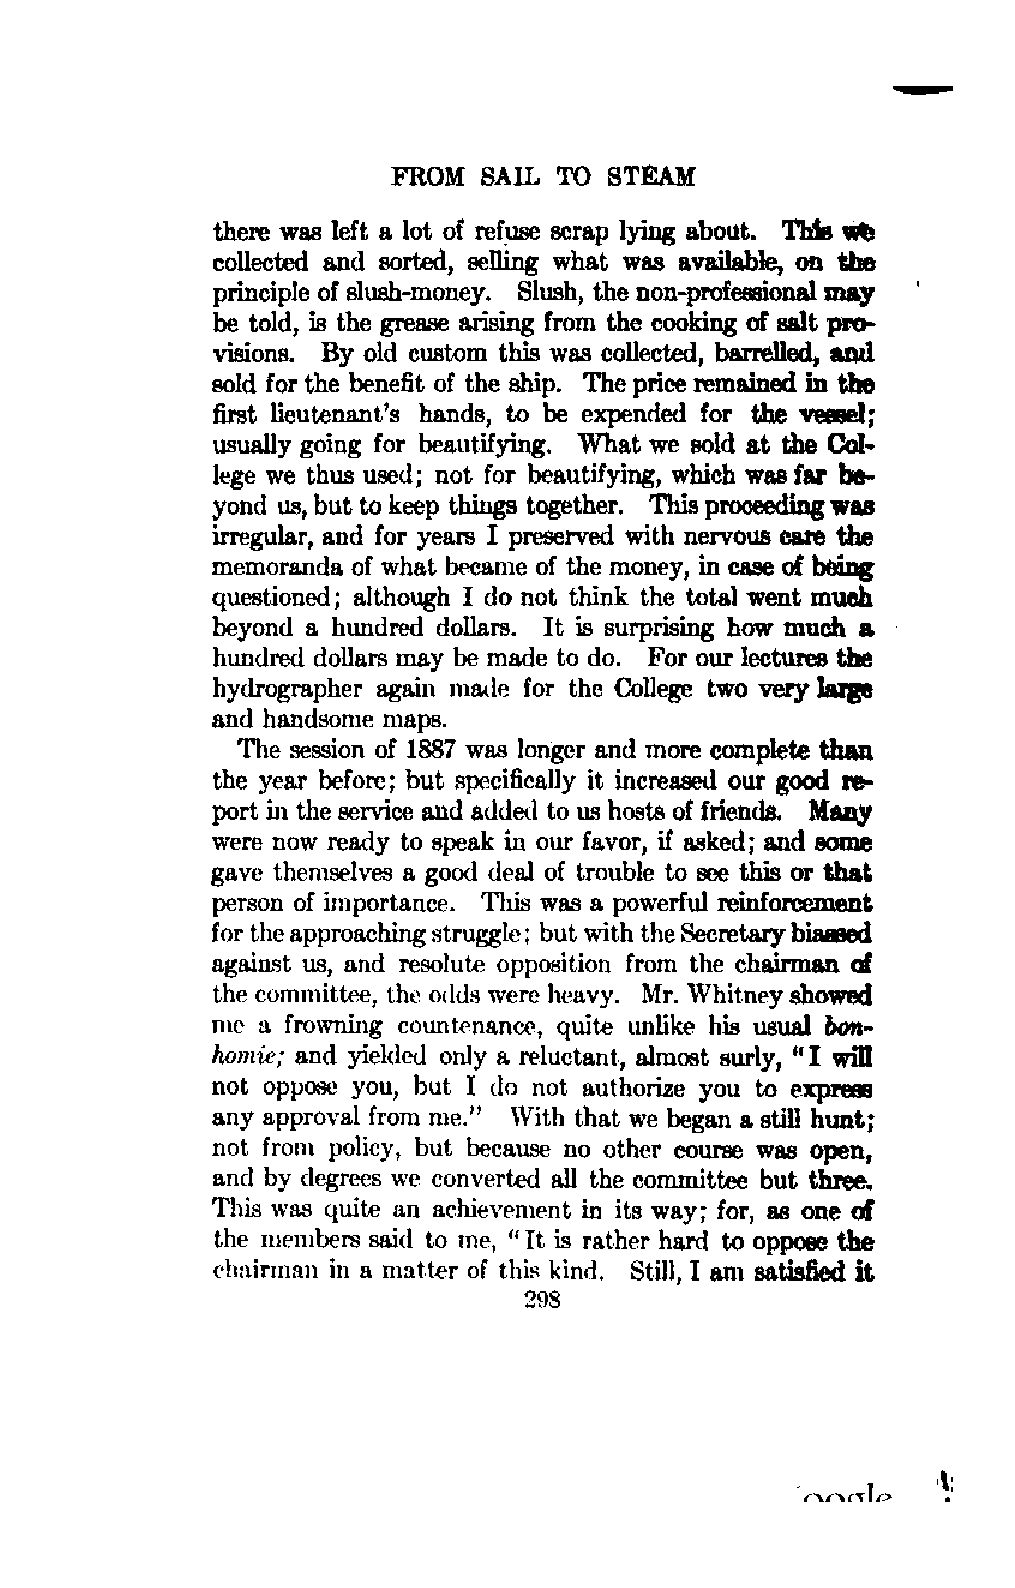 FROM SAIL TO STEAM
there was left a lot of refuse scrap lying about. This we
collected and sorted, selling what was available, on the
principle of slush-money. Slush, the non-professional may
be told, is the grease arising from the cooking of salt pro-
visions. By old custom this was collected, barrelled, and
sold for the benefit of the ship. The price remained in the
first lieutenant's hands, to be expended for the vessel;
usually going for beautifying. What we sold at the Col-
lege we thus used; not for beautifying, which was far be-
yond us, but to keep things together. This proceeding was
irregular, and for years I preserved with nervous care the
memoranda of what became of the money, in case of being
questioned; although I do not think the total went much
beyond a hundred dollars. It is surprising how much a
hundred dollars may be made to do. For our lectures the
hydrographer again made for the College two very large
and handsome maps.
The session of 1887 was longer and more complete than
the year before; but specifically it increased our good re-
port in the service and added to us hosts of friends. Many
were now ready to speak in our favor, if asked; and some
gave themselves a good deal of trouble to see this or that
person of importance. This was a powerful reinforcement
for the approaching struggle; but with the Secretary biassed
against us, and resolute opposition from the chairman of
the committee, the odds were heavy. Mr. Whitney showed
me a frowning countenance, quite unlike his usual bon-
homie; and yielded only a reluctant, almost surly, "I will
not oppose you, but I do not authorize you to express
any approval from me." With that we began a still hunt;
not from policy, but because no other course was open,
and by degrees we converted all the committee but three.
This was quite an achievement in its way; for, as one of
the members said to me, "It is rather hard to oppose the
chairman in a matter of this kind. Still, I am satisfied it
298
oogle